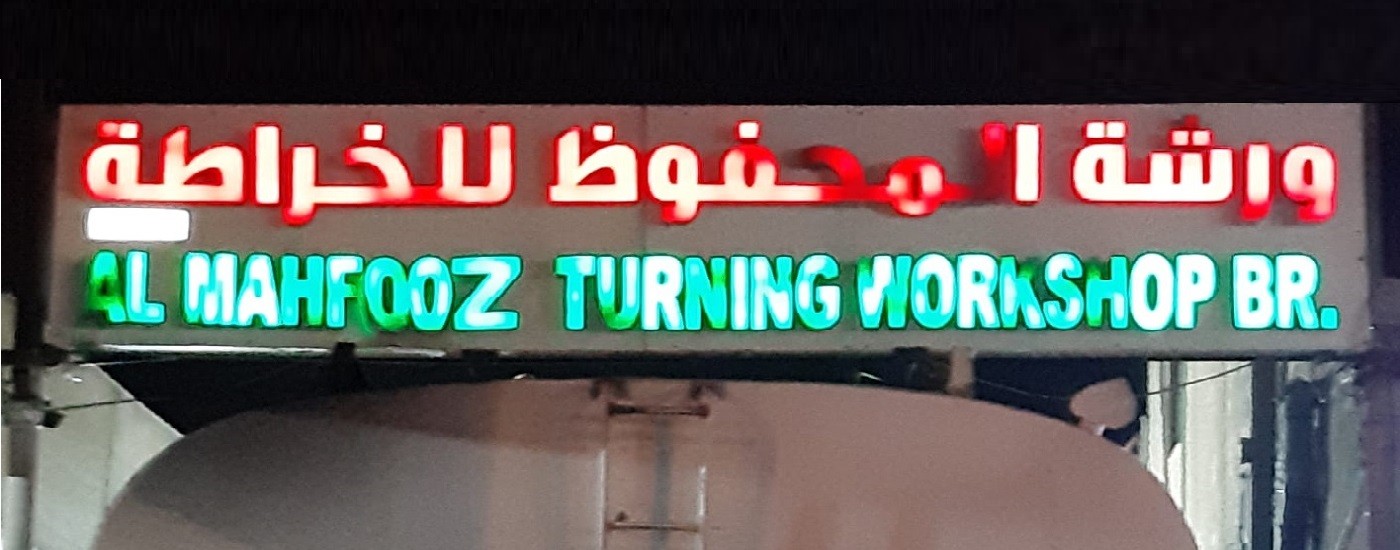 ورشة المحفوظ للخراطة
AL MAHFOOZ TURNING WORKSHOP BR.